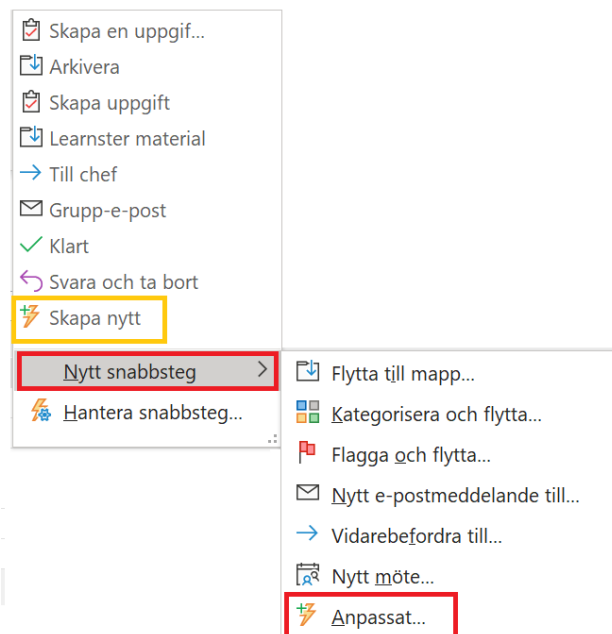 Skapa en uppgif...
Arkivera
Skapa uppgift
Learnster material
Till chef
Grupp-e-post
Klart
Svara och ta bort
Skapa nytt
Nytt snabbsteg
Hantera snabbsteg...
Flytta till mapp...
Kategorisera och flytta...
Flagga och flytta...
Nytt e-postmeddelande till...
Vidarebefordra till...
Nytt möte...
Anpassat...